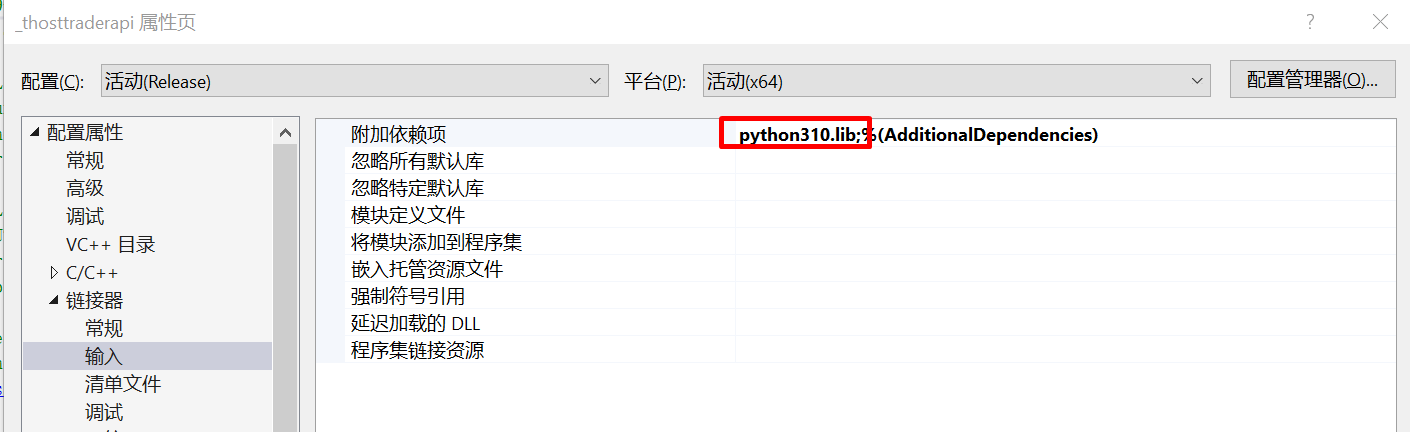 _thosttraderapi 属性页
配置(C): 活动(Release) 平台(P): 活动(x64) 配置管理器(O)...
配置属性
常规
高级
调试
VC++ 目录
C/C++
链接器
常规
输入
清单文件
调试
附加依赖项 python310.lib;%(AdditionalDependencies)
忽略所有默认库
忽略特定默认库
模块定义文件
将模块添加到程序集
嵌入托管资源文件
强制符号引用
延迟加载的 DLL
程序集链接资源